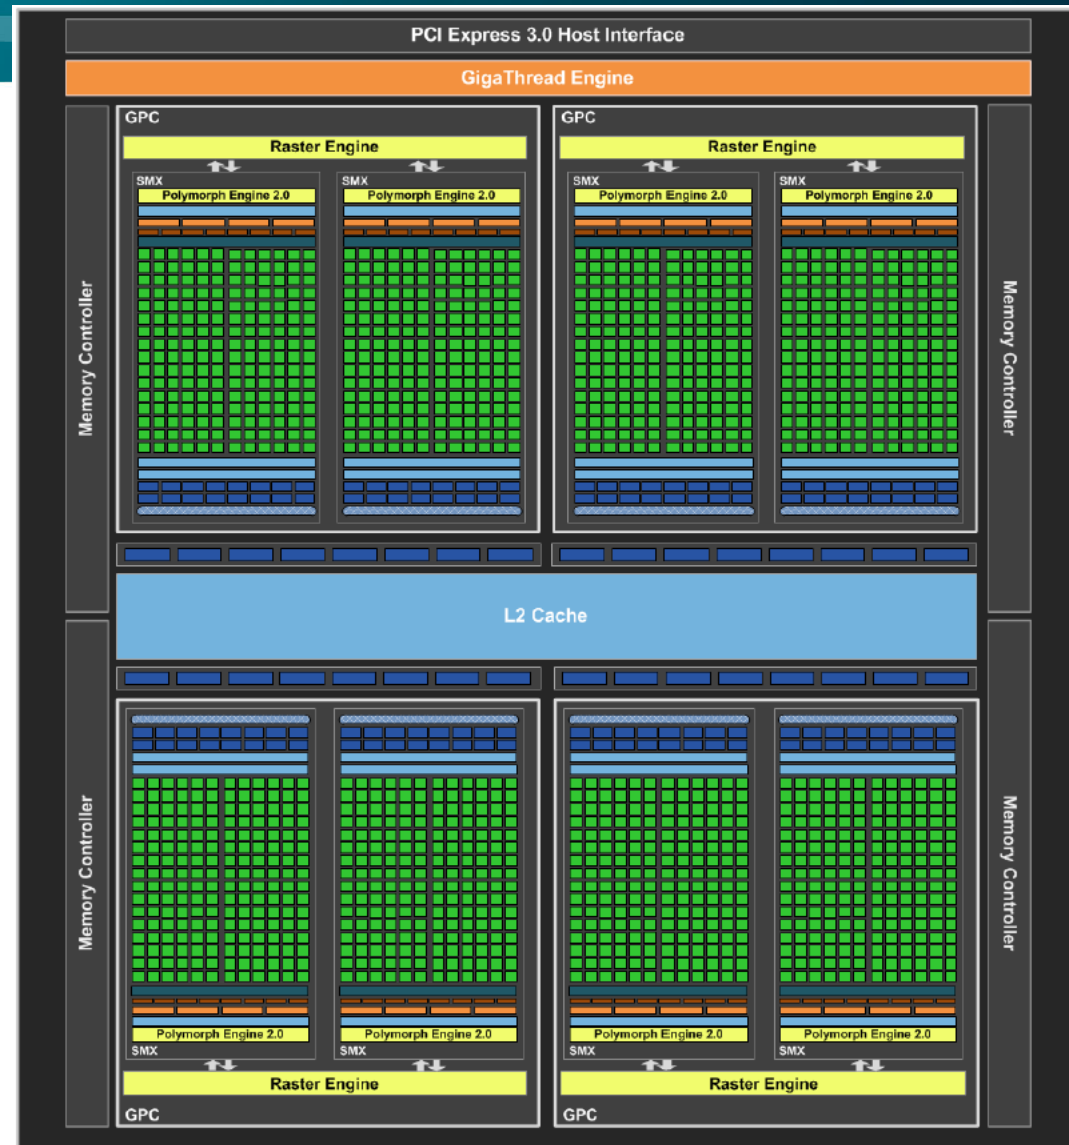 PCI Express 3.0 Host Interface
GigaThread Engine
Memory Controller
GPC
Raster Engine
SMX
Polymorph Engine 2.0
SMX
Polymorph Engine 2.0
GPC
Raster Engine
SMX
Polymorph Engine 2.0
SMX
Polymorph Engine 2.0
Memory Controller
L2 Cache
Memory Controller
Polymorph Engine 2.0
SMX
Polymorph Engine 2.0
SMX
Raster Engine
GPC
Polymorph Engine 2.0
SMX
Polymorph Engine 2.0
SMX
Raster Engine
GPC
Memory Controller